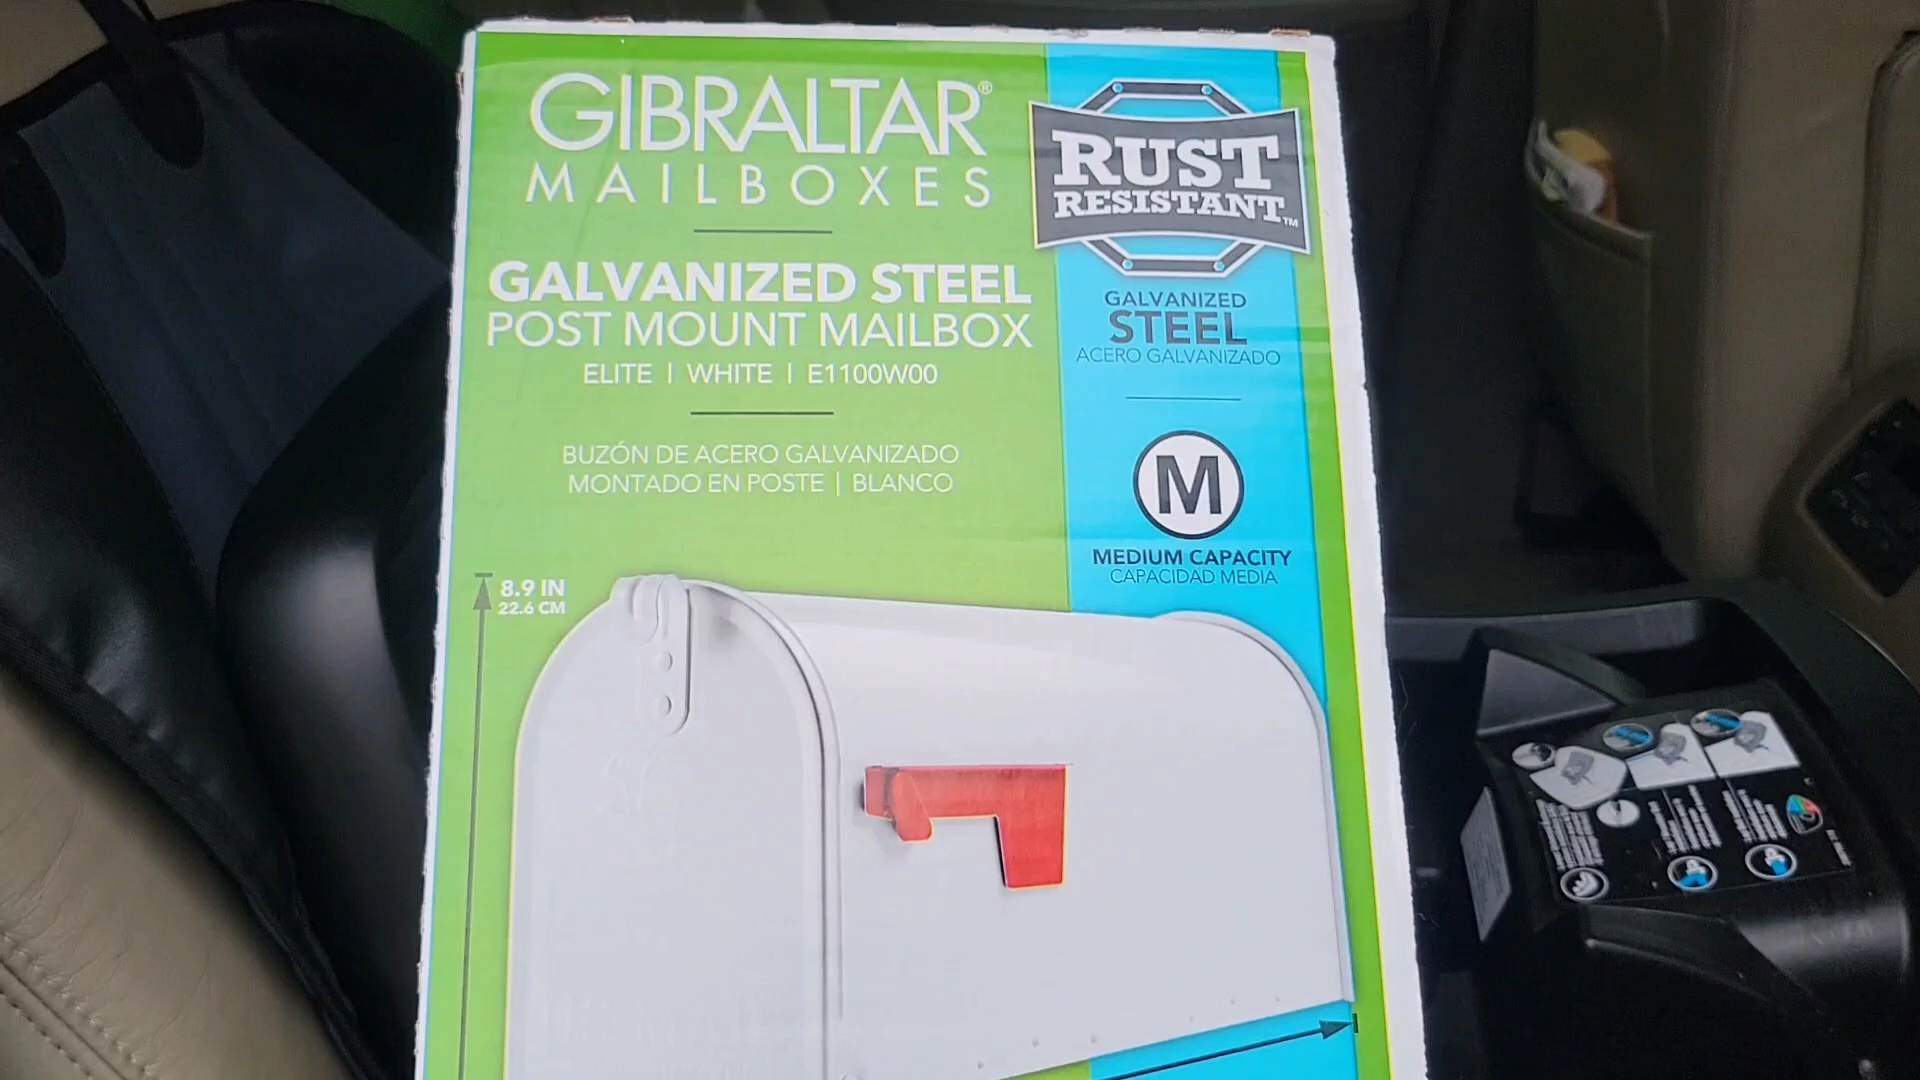 GIBRALTAR®
MAILBOXES
GALVANIZED STEEL
POST MOUNT MAILBOX
ELITE | WHITE | E1100W00
BUZÓN DE ACERO GALVANIZADO
MONTADO EN POSTE | BLANCO
8.9 IN
22.6 CM
RUST
RESISTANT™
GALVANIZED
STEEL
ACERO GALVANIZADO
M
MEDIUM CAPACITY
CAPACIDAD MEDIA